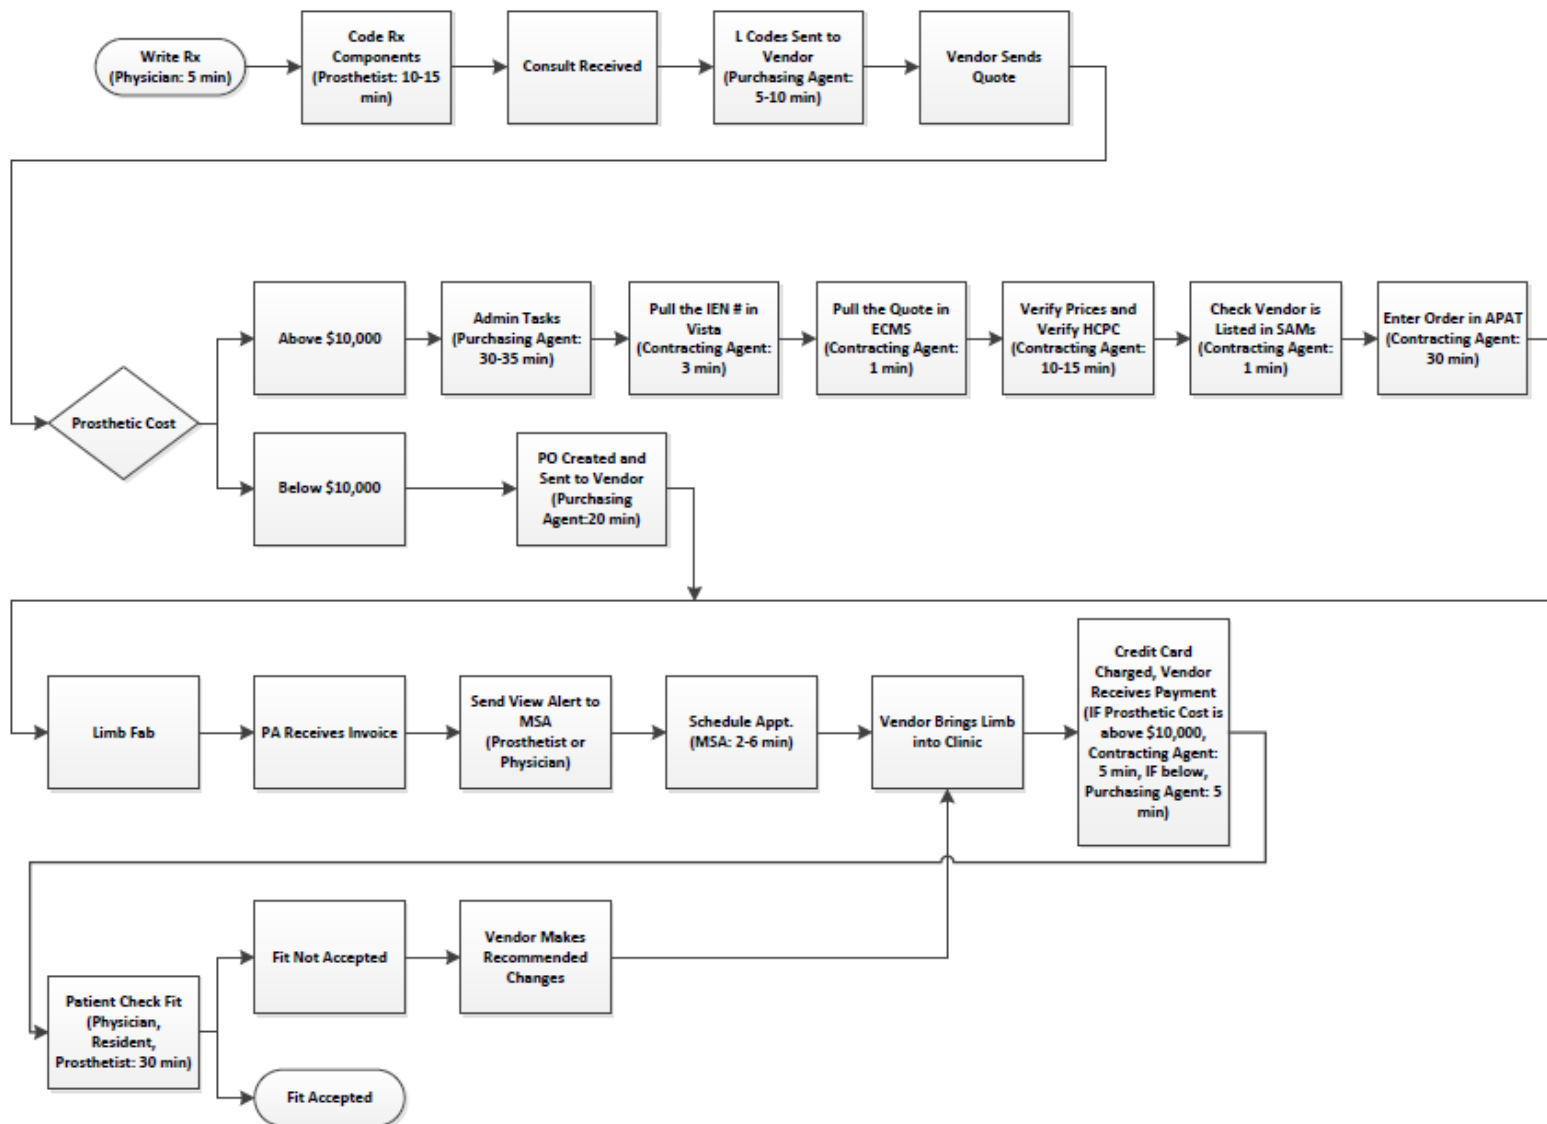 Write Rx
(Physician: 5 min)
Code Rx
Components
(Prosthetist: 10-15
min)
Consult Received
L Codes Sent to
Vendor
(Purchasing Agent:
5-10 min)
Vendor Sends
Quote
Prosthetic Cost
Above $10,000
Admin Tasks
(Purchasing Agent:
30-35 min)
Pull the IEN # in
Vista
(Contracting Agent:
3 min)
Pull the Quote in
ECMS
(Contracting Agent:
1 min)
Verify Prices and
Verify HCPC
(Contracting Agent:
10-15 min)
Check Vendor is
Listed in SAMs
(Contracting Agent:
1 min)
Enter Order in APAT
(Contracting Agent:
30 min)
Below $10,000
PO Created and
Sent to Vendor
(Purchasing
Agent:20 min)
Limb Fab
PA Receives Invoice
Send View Alert to
MSA
(Prosthetist or
Physician)
Schedule Appt.
(MSA: 2-6 min)
Vendor Brings Limb
into Clinic
Credit Card
Charged, Vendor
Receives Payment
(IF Prosthetic Cost is
above $10,000,
Contracting Agent:
5 min, IF below,
Purchasing Agent: 5
min)
Patient Check Fit
(Physician,
Resident,
Prosthetist: 30 min)
Fit Not Accepted
Vendor Makes
Recommended
Changes
Fit Accepted